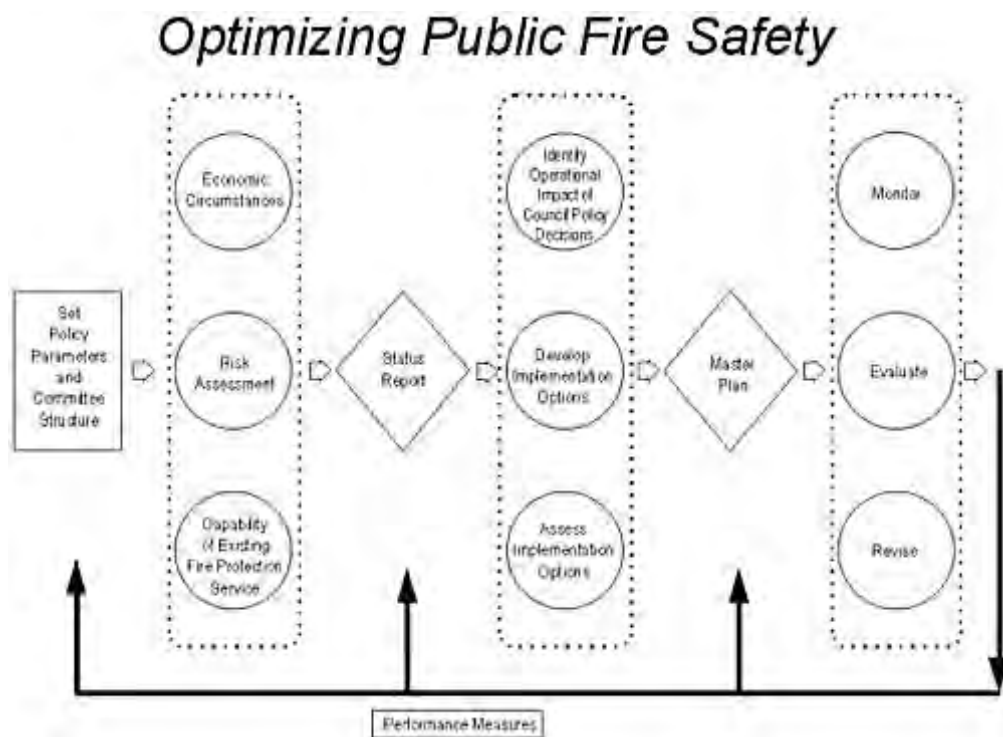 Optimizing Public Fire Safety
Economic
Circumstances
Identify
Operational
Impact of
Council Policy
Decisions
Monitor
Set
Policy
Parameters
and
Committee
Structure
Risk
Assessment
Status
Report
Develop
Implementation
Options
Master
Plan
Evaluate
Capability
of Existing
Fire Protection
Service
Assess
Implementation
Options
Revise
Performance Measures